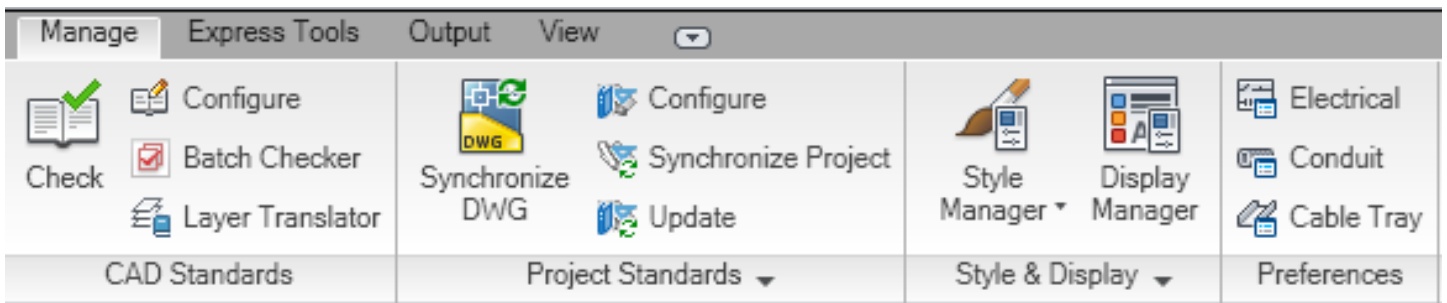 Manage Express Tools Output View
Check
Configure
Batch Checker
Layer Translator
CAD Standards
DWG
Synchronize
DWG
Configure
Synchronize Project
Update
Project Standards
Style
Manager
Display
Manager
Style & Display
Electrical
Conduit
Cable Tray
Preferences